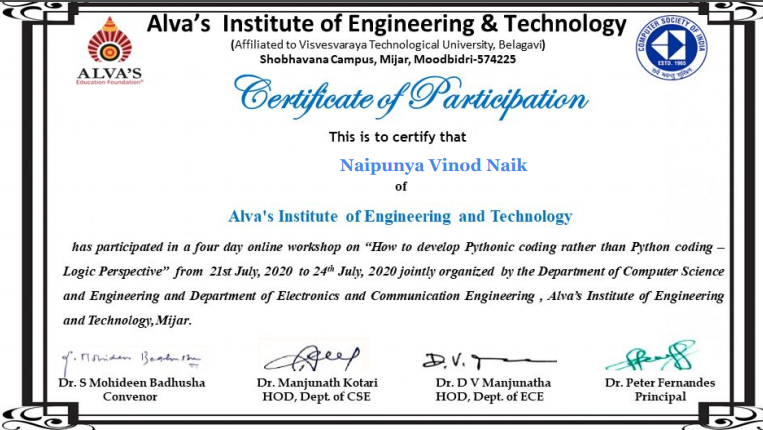 Alva's Institute of Engineering & Technology
(Affiliated to Visvesvaraya Technological University, Belagavi)
Shobhavana Campus, Mijar, Moodbidri-574225
ALVA'S
Education Foundation®
COMPUTER SOCIETY OF INDIA
ESTD. 1965
Certificate of Participation
This is to certify that
Naipunya Vinod Naik
of
Alva's Institute of Engineering and Technology
has participated in a four day online workshop on “How to develop Pythonic coding rather than Python coding –
Logic Perspective” from 21st July, 2020 to 24th July, 2020 jointly organized by the Department of Computer Science
and Engineering and Department of Electronics and Communication Engineering , Alva's Institute of Engineering
and Technology,Mijar.
Dr. S Mohideen Badhusha
Convenor
Dr. Manjunath Kotari
HOD, Dept. of CSE
Dr. D V Manjunatha
HOD, Dept. of ECE
Dr. Peter Fernandes
Principal